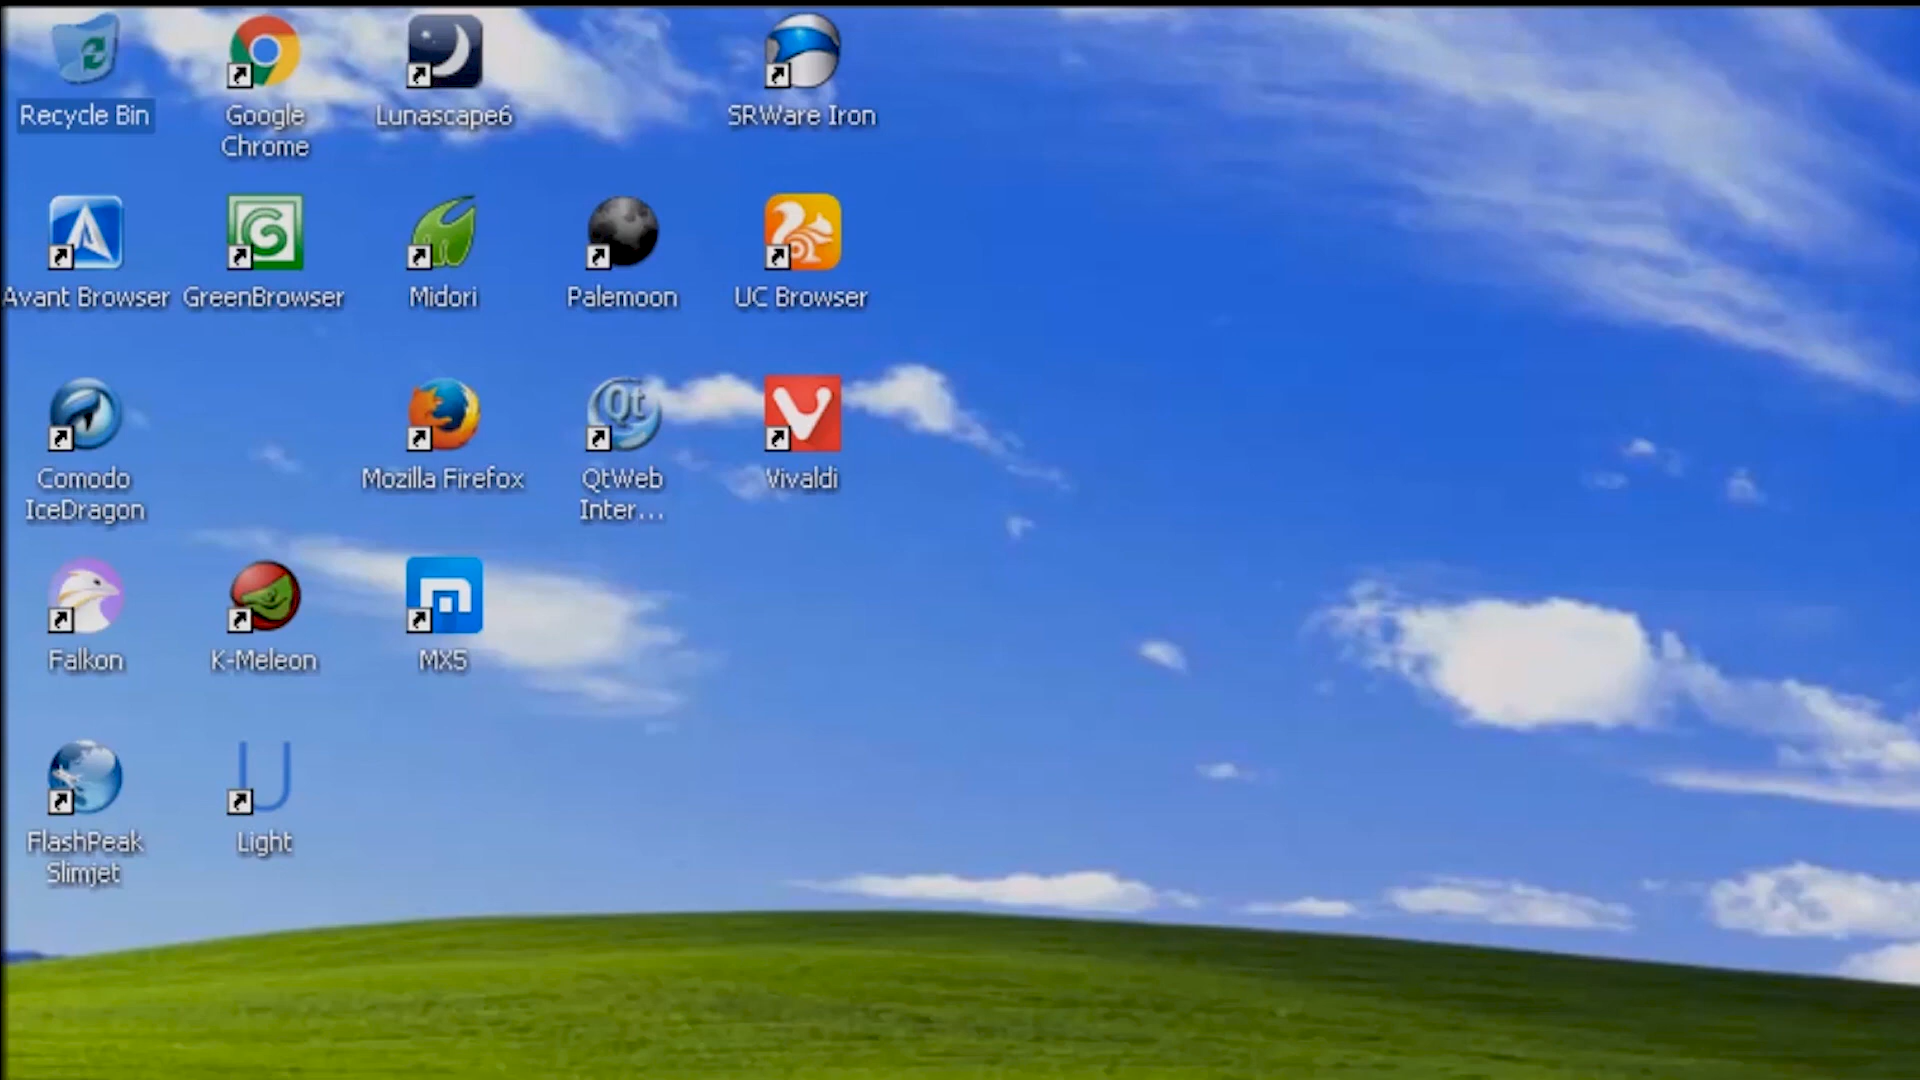 Recycle Bin
Google
Chrome
Lunascape6
SRWare Iron
Avant Browser
GreenBrowser
Midori
Palemoon
UC Browser
Comodo
IceDragon
Mozilla Firefox
Qt
QtWeb
Inter...
Vivaldi
Falkon
K-Meleon
MX5
FlashPeak
Slimjet
Light